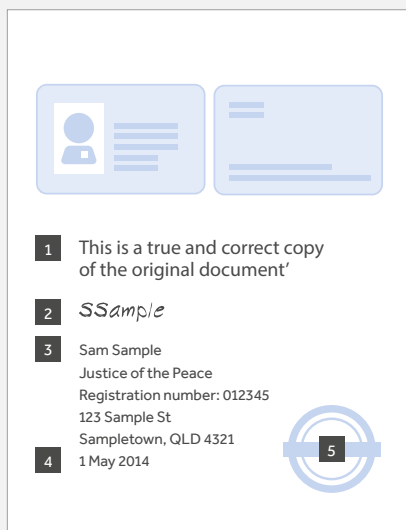 1 This is a true and correct copy
of the original document’
2 SSample
3 Sam Sample
Justice of the Peace
Registration number: 012345
123 Sample St
Sampletown, QLD 4321
4 1 May 2014
5